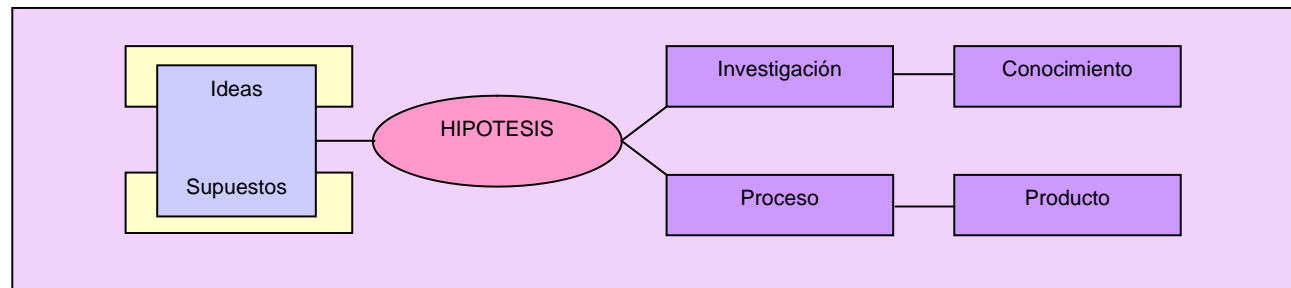 Ideas
Supuestos
HIPOTESIS
Investigación
Conocimiento
Proceso
Producto